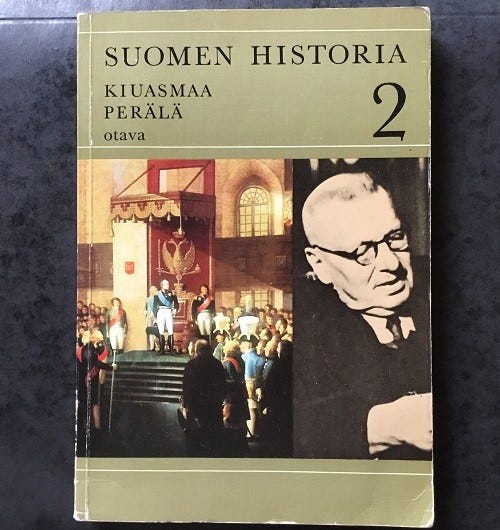 SUOMEN HISTORIA
KIUASMAA
PERÄLÄ
otava
2